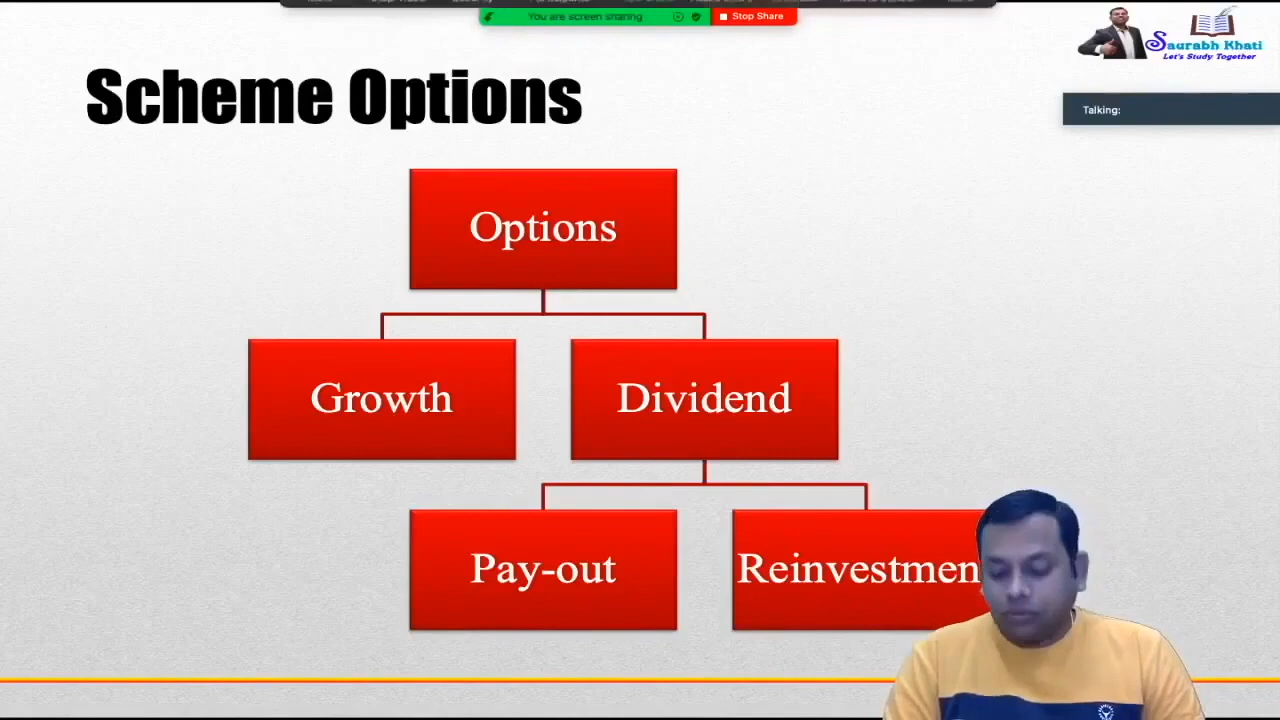 You are screen sharing
Stop Share
Saurabh Khati
Let's Study Together
Scheme Options
Talking:
Options
Growth
Dividend
Pay-out
Reinvestmen